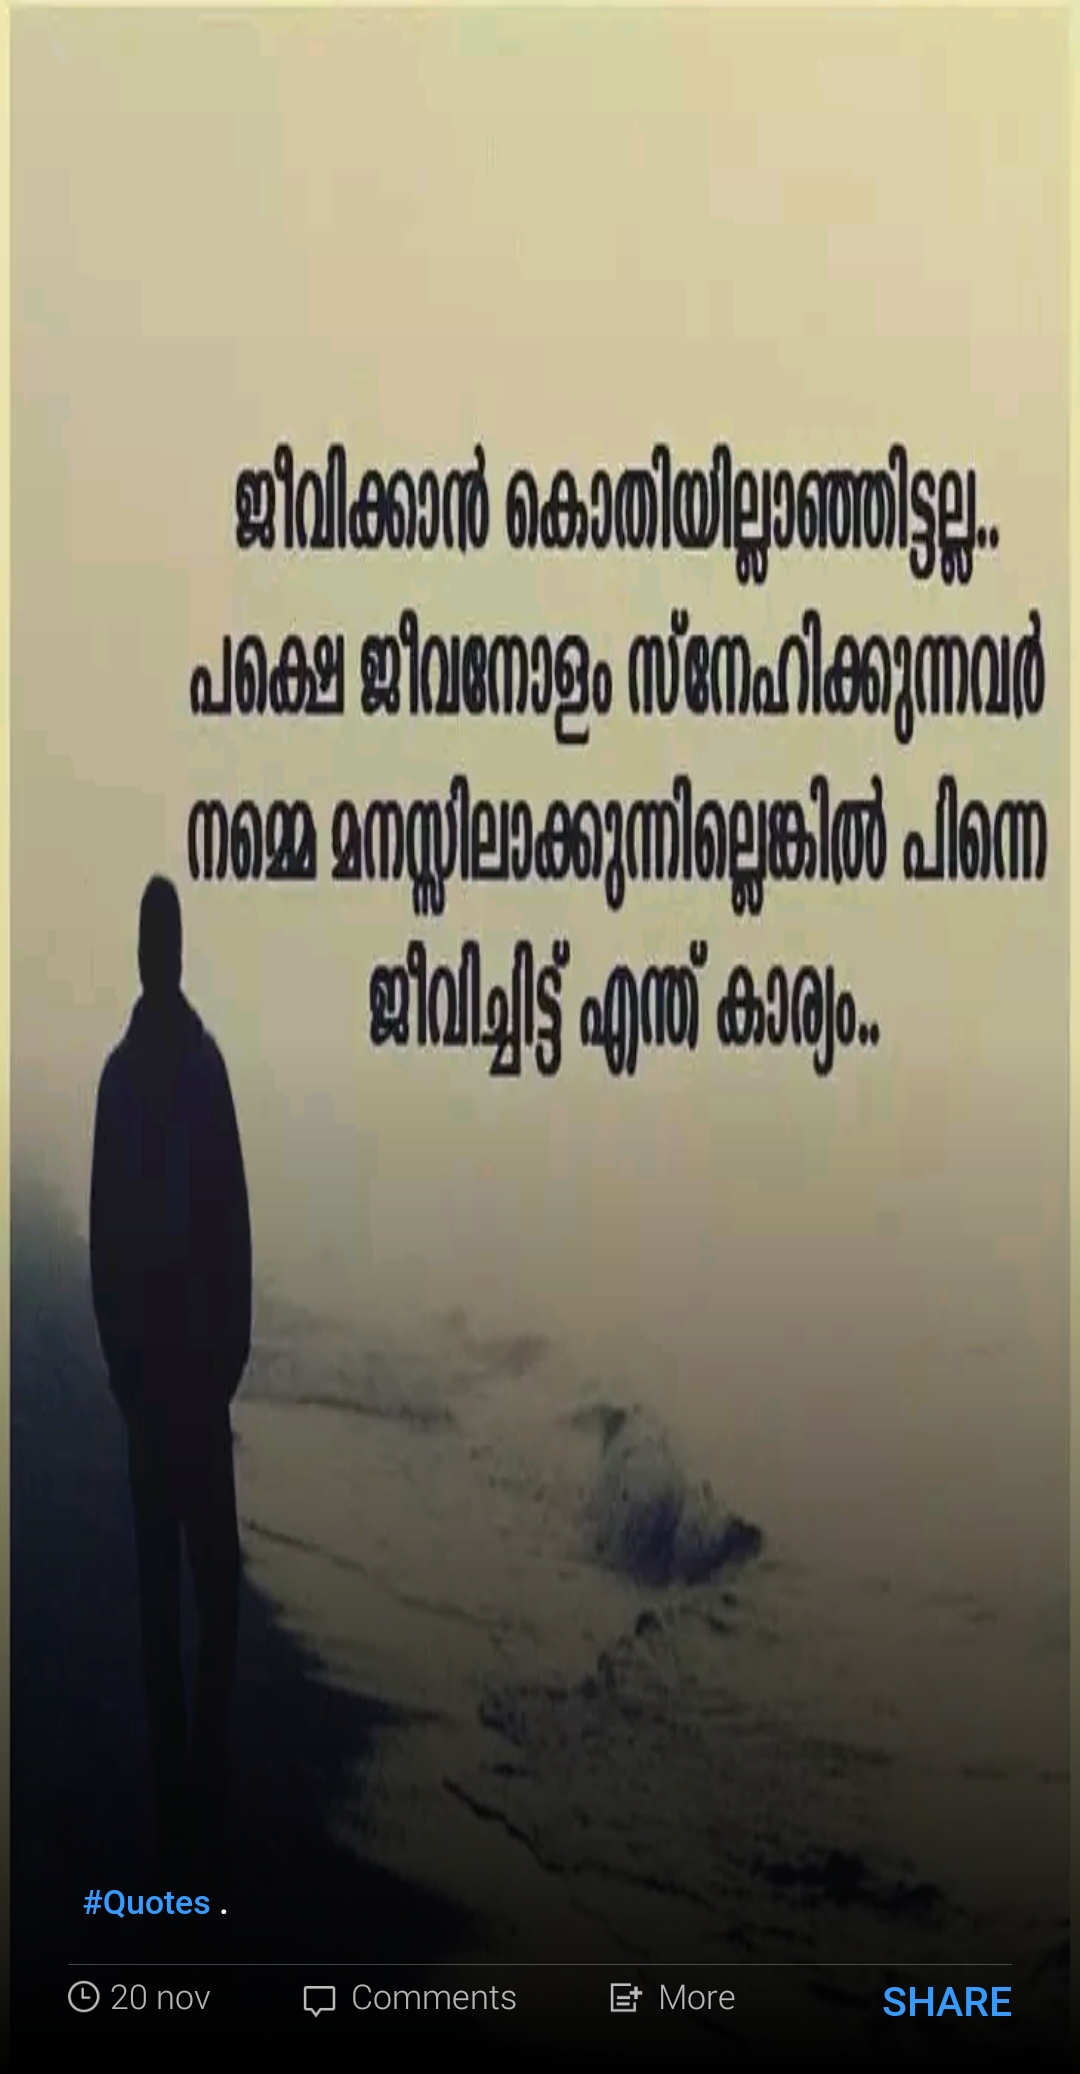 ജീവിക്കാൻ കൊതിയില്ലാഞ്ഞിട്ടല്ല..
പക്ഷെ ജീവനോളം സ്നേഹിക്കുന്നവർ
നമ്മെ മനസ്സിലാക്കുന്നില്ലെങ്കിൽ പിന്നെ
ജീവിച്ചിട്ട് എന്ത് കാര്യം..
#Quotes .
20 nov Comments More SHARE